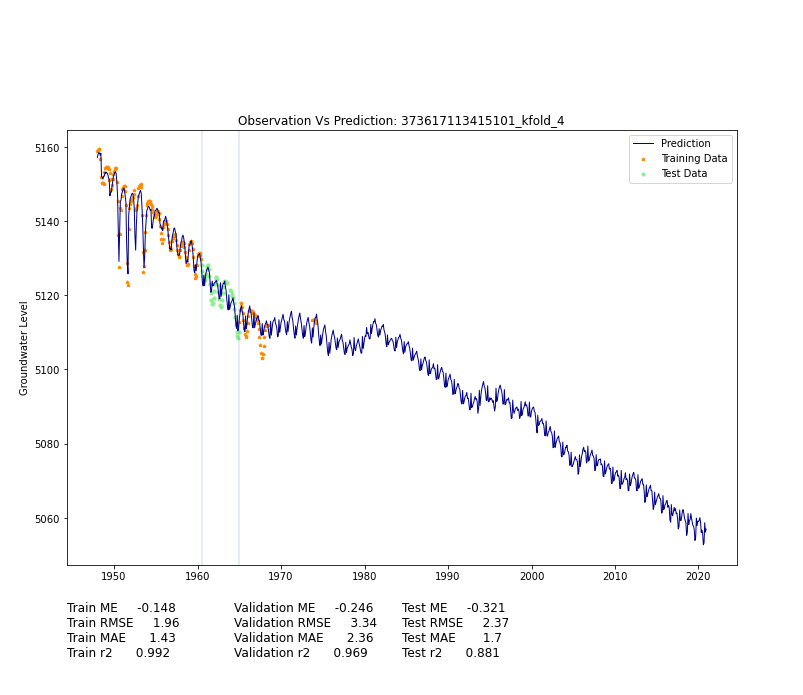 Observation Vs Prediction: 373617113415101_kfold_4
Prediction
Training Data
Test Data
Groundwater Level
5160
5140
5120
5100
5080
5060
1950 1960 1970 1980 1990 2000 2010 2020
Train ME -0.148 Validation ME -0.246 Test ME -0.321
Train RMSE 1.96 Validation RMSE 3.34 Test RMSE 2.37
Train MAE 1.43 Validation MAE 2.36 Test MAE 1.7
Train r2 0.992 Validation r2 0.969 Test r2 0.881